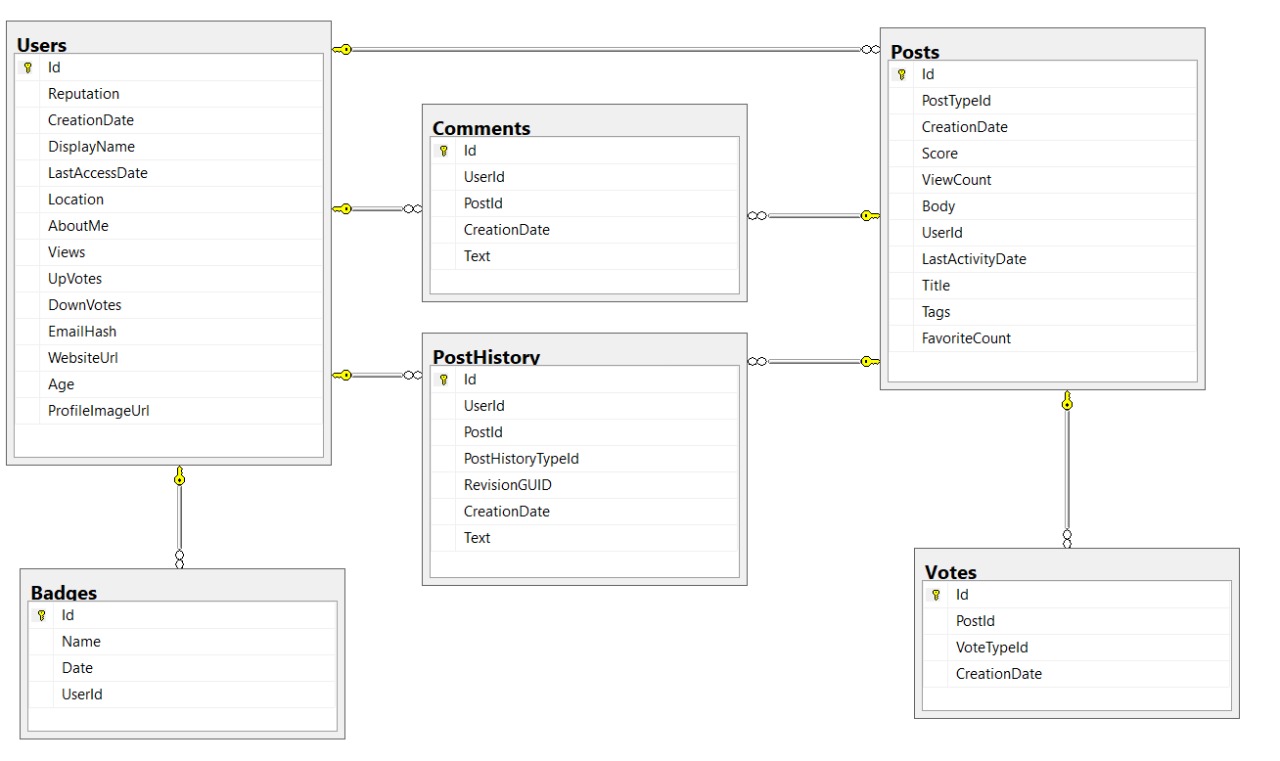 Users
Id
Reputation
CreationDate
DisplayName
LastAccessDate
Location
AboutMe
Views
UpVotes
DownVotes
EmailHash
WebsiteUrl
Age
ProfileImageUrl
Comments
Id
UserId
PostId
CreationDate
Text
PostHistory
Id
UserId
PostId
PostHistoryTypeId
RevisionGUID
CreationDate
Text
Posts
Id
PostTypeId
CreationDate
Score
ViewCount
Body
UserId
LastActivityDate
Title
Tags
FavoriteCount
Badges
Id
Name
Date
UserId
Votes
Id
PostId
VoteTypeId
CreationDate